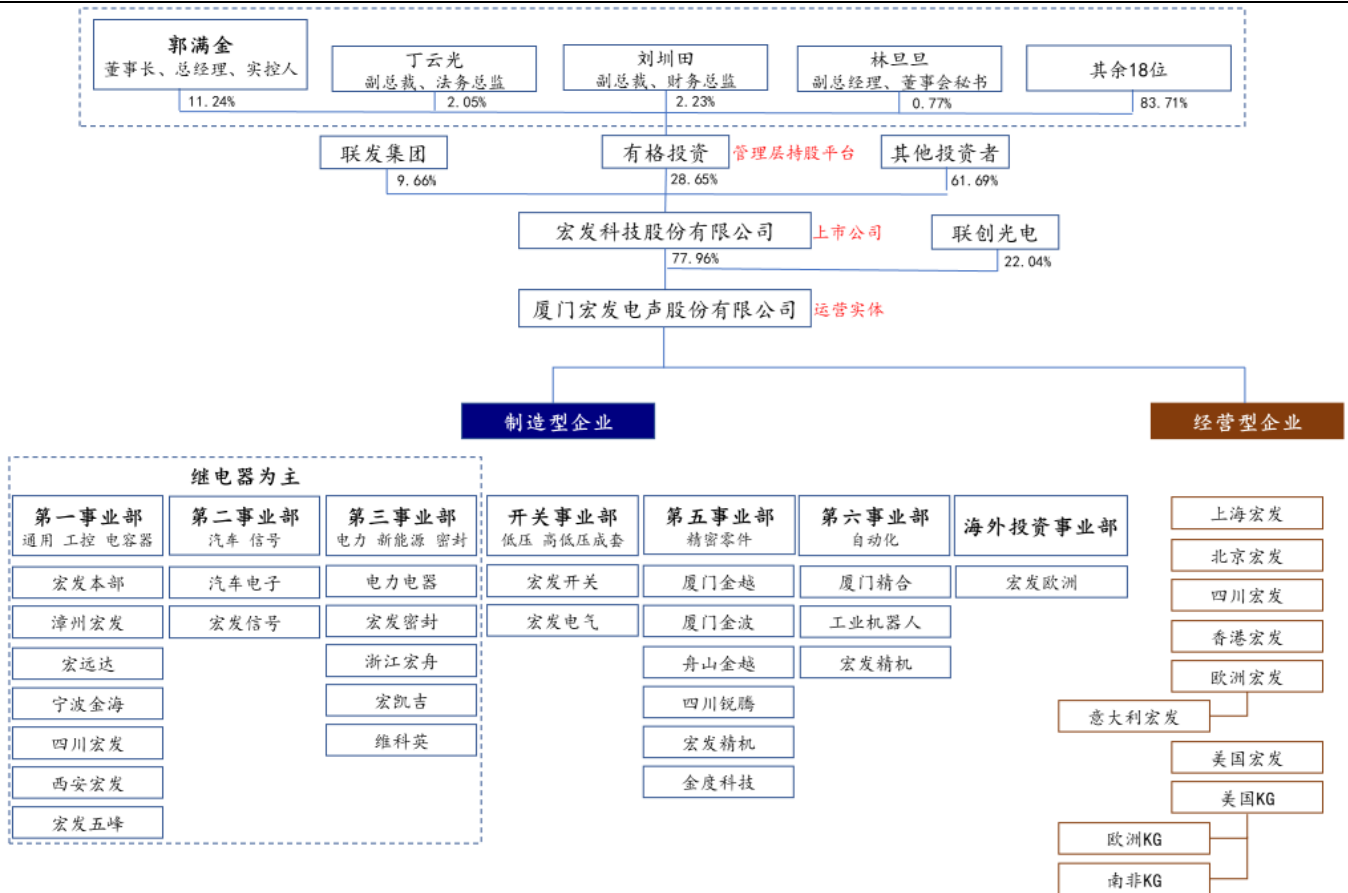 郭满金
董事长、总经理、实控人
11.24%
丁云光
副总裁、法务总监
2.05%
刘圳田
副总裁、财务总监
2.23%
林旦旦
副总经理、董事会秘书
0.77%
其余18位
83.71%
联发集团
9.66%
有格投资
管理层持股平台
28.65%
其他投资者
61.69%
宏发科技股份有限公司
上市公司
77.96%
联创光电
22.04%
厦门宏发电声股份有限公司
运营实体
制造型企业
经营型企业
继电器为主
第一事业部
通用 工控 电容器
宏发本部
漳州宏发
宏远达
宁波金海
四川宏发
西安宏发
宏发五峰
第二事业部
汽车 信号
汽车电子
宏发信号
第三事业部
电力 新能源 密封
电力电器
宏发密封
浙江宏舟
宏凯吉
维科英
开关事业部
低压 高低压成套
宏发开关
宏发电气
第五事业部
精密零件
厦门金越
厦门金波
舟山金越
四川锐腾
宏发精机
金度科技
第六事业部
自动化
厦门精合
工业机器人
宏发精机
海外投资事业部
宏发欧洲
上海宏发
北京宏发
四川宏发
香港宏发
欧洲宏发
意大利宏发
美国宏发
美国KG
欧洲KG
南非KG